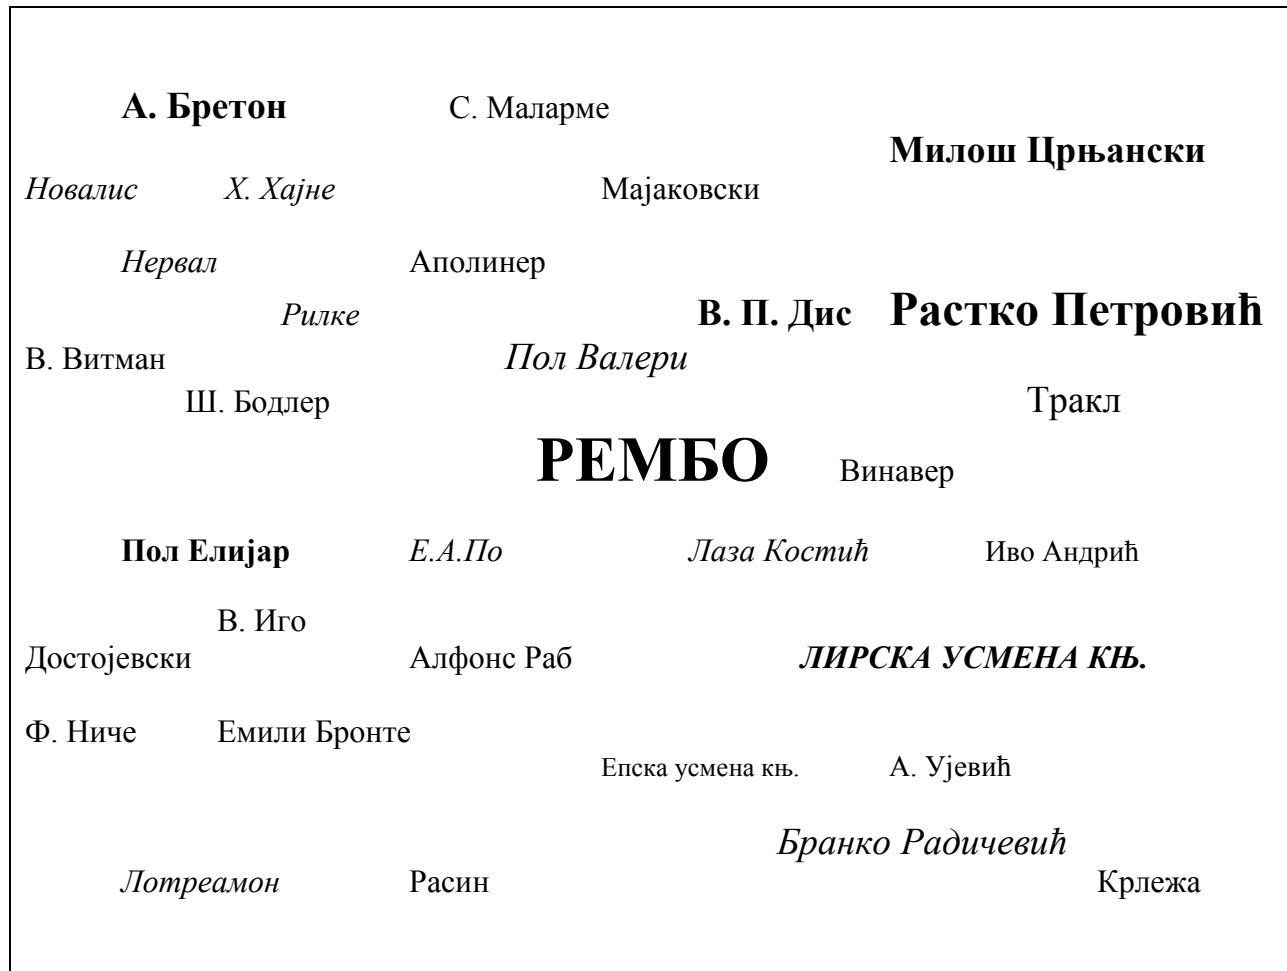 А. Бретон С. Маларме
Милош Црњански
Новалис Х. Хајне Мајаковски
Нервал Аполинер
Рилке В. П. Дис Растко Петровић
В. Витман Пол Валери
Ш. Бодлер Тракл
РЕМБО Винавер
Пол Елијар Е.А.По Лаза Костић Иво Андрић
В. Иго
Достојевски Алфонс Раб ЛИРСКА УСМЕНА КЊ.
Ф. Ниче Емили Бронте
Епска усмена књ. А. Ујевић
Бранко Радичевић
Лотреамон Расин Крлежа